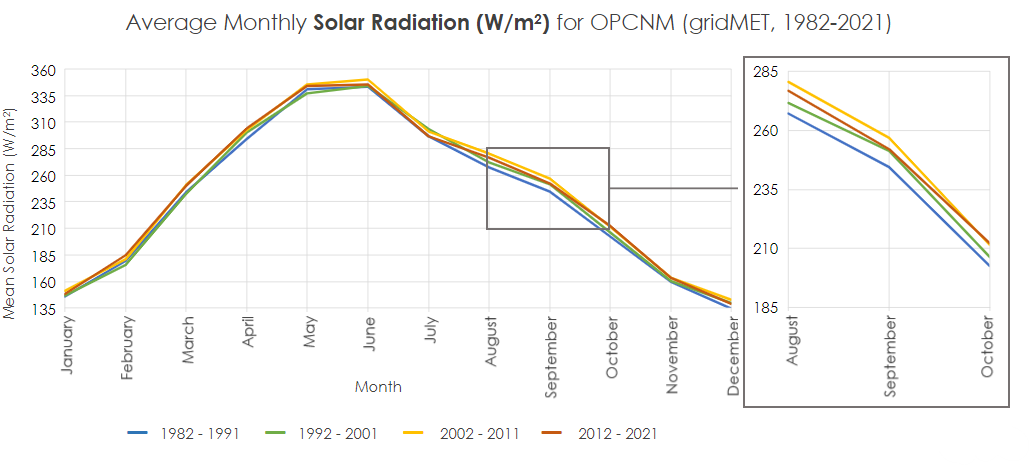 Average Monthly Solar Radiation (W/m²) for OPCNM (gridMET, 1982-2021)
Mean Solar Radiation (W/m²)
360
335
310
285
260
235
210
185
160
135
January
February
March
April
May
June
July
August
September
October
November
December
Month
285
260
235
210
185
August
September
October
1982 - 1991
1992 - 2001
2002 - 2011
2012 - 2021